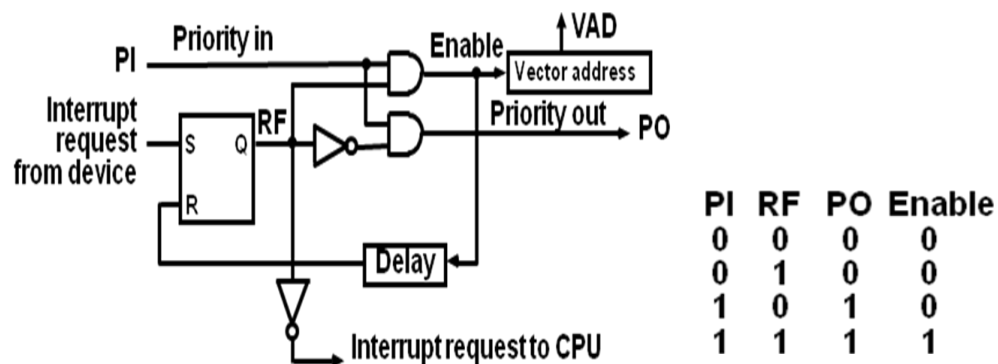 Priority in
PI
Enable
VAD
Vector address
Interrupt
request
from device
RF
S Q
R
Priority out
PO
Delay
Interrupt request to CPU
PI RF PO Enable
0 0 0 0
0 1 0 0
1 0 1 0
1 1 1 1